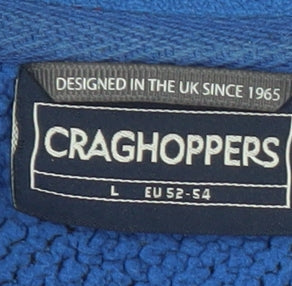 DESIGNED IN THE UK SINCE 1965
CRAGHOPPERS
L EU 52-54